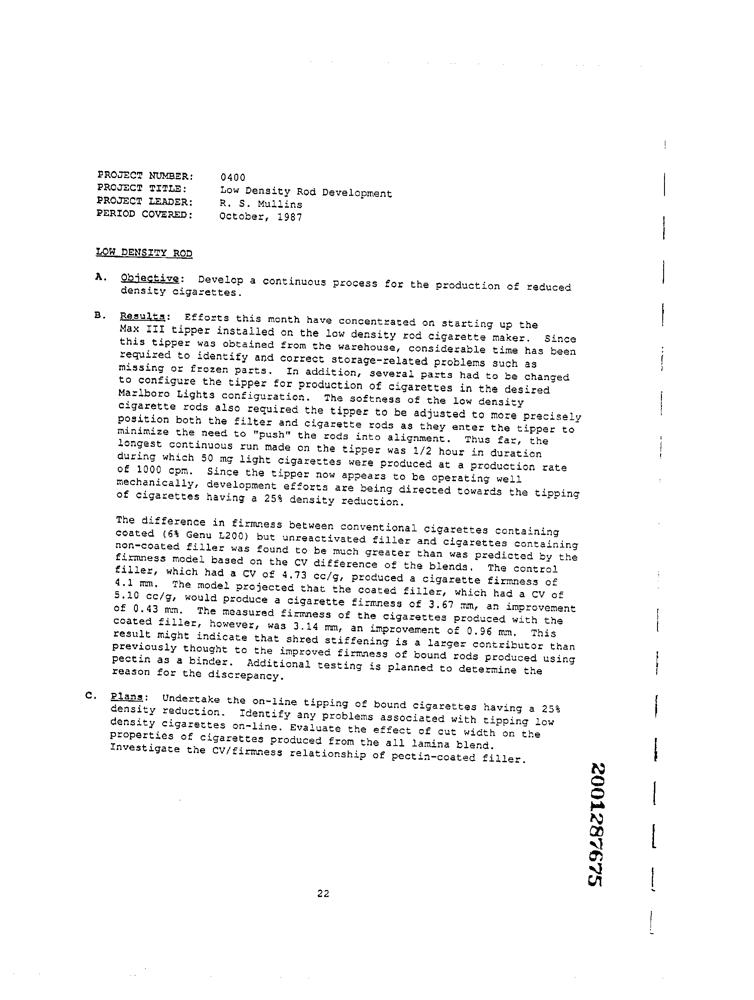 PROJECT NUMBER: 0400
PROJECT TITLE: Low Density Rod Development
PROJECT LEADER: R. S. Mullins
PERIOD COVERED: October, 1987
LOW DENSITY ROD
A. Objective: Develop a continuous process for the production of reduced
density cigarettes.
B. Results: Efforts this month have concentrated on starting up the
Max III tipper installed on the low density rod cigarette maker. Since
this tipper was obtained from the warehouse, considerable time has been
required to identify and correct storage-related problems such as
missing or frozen parts. In addition, several parts had to be changed
to configure the tipper for production of cigarettes in the desired
Marlboro Lights configuration. The softness of the low density
cigarette rods also required the tipper to be adjusted to more precisely
position both the filter and cigarette rods as they enter the tipper to
minimize the need to "push" the rods into alignment. Thus far, the
longest continuous run made on the tipper was 1/2 hour in duration
during which 50 mg light cigarettes were produced at a production rate
of 1000 cpm. Since the tipper now appears to be operating well
mechanically, development efforts are being directed towards the tipping
of cigarettes having a 25% density reduction.
The difference in firmness between conventional cigarettes containing
coated (6% Genu L200) but unreactivated filler and cigarettes containing
non-coated filler was found to be much greater than was predicted by the
firmness model based on the CV difference of the blends. The control
filler, which had a CV of 4.73 cc/g, produced a cigarette firmness of
4.1 mm. The model projected that the coated filler, which had a CV of
5.10 cc/g, would produce a cigarette firmness of 3.67 mm, an improvement
of 0.43 mm. The measured firmness of the cigarettes produced with the
coated filler, however, was 3.14 mm, an improvement of 0.96 mm. This
result might indicate that shred stiffening is a larger contributor than
previously thought to the improved firmness of bound rods produced using
pectin as a binder. Additional testing is planned to determine the
reason for the discrepancy.
C. Plans: Undertake the on-line tipping of bound cigarettes having a 25%
density reduction. Identify any problems associated with tipping low
density cigarettes on-line. Evaluate the effect of cut width on the
properties of cigarettes produced from the all lamina blend.
Investigate the CV/firmness relationship of pectin-coated filler.
2001287675
22